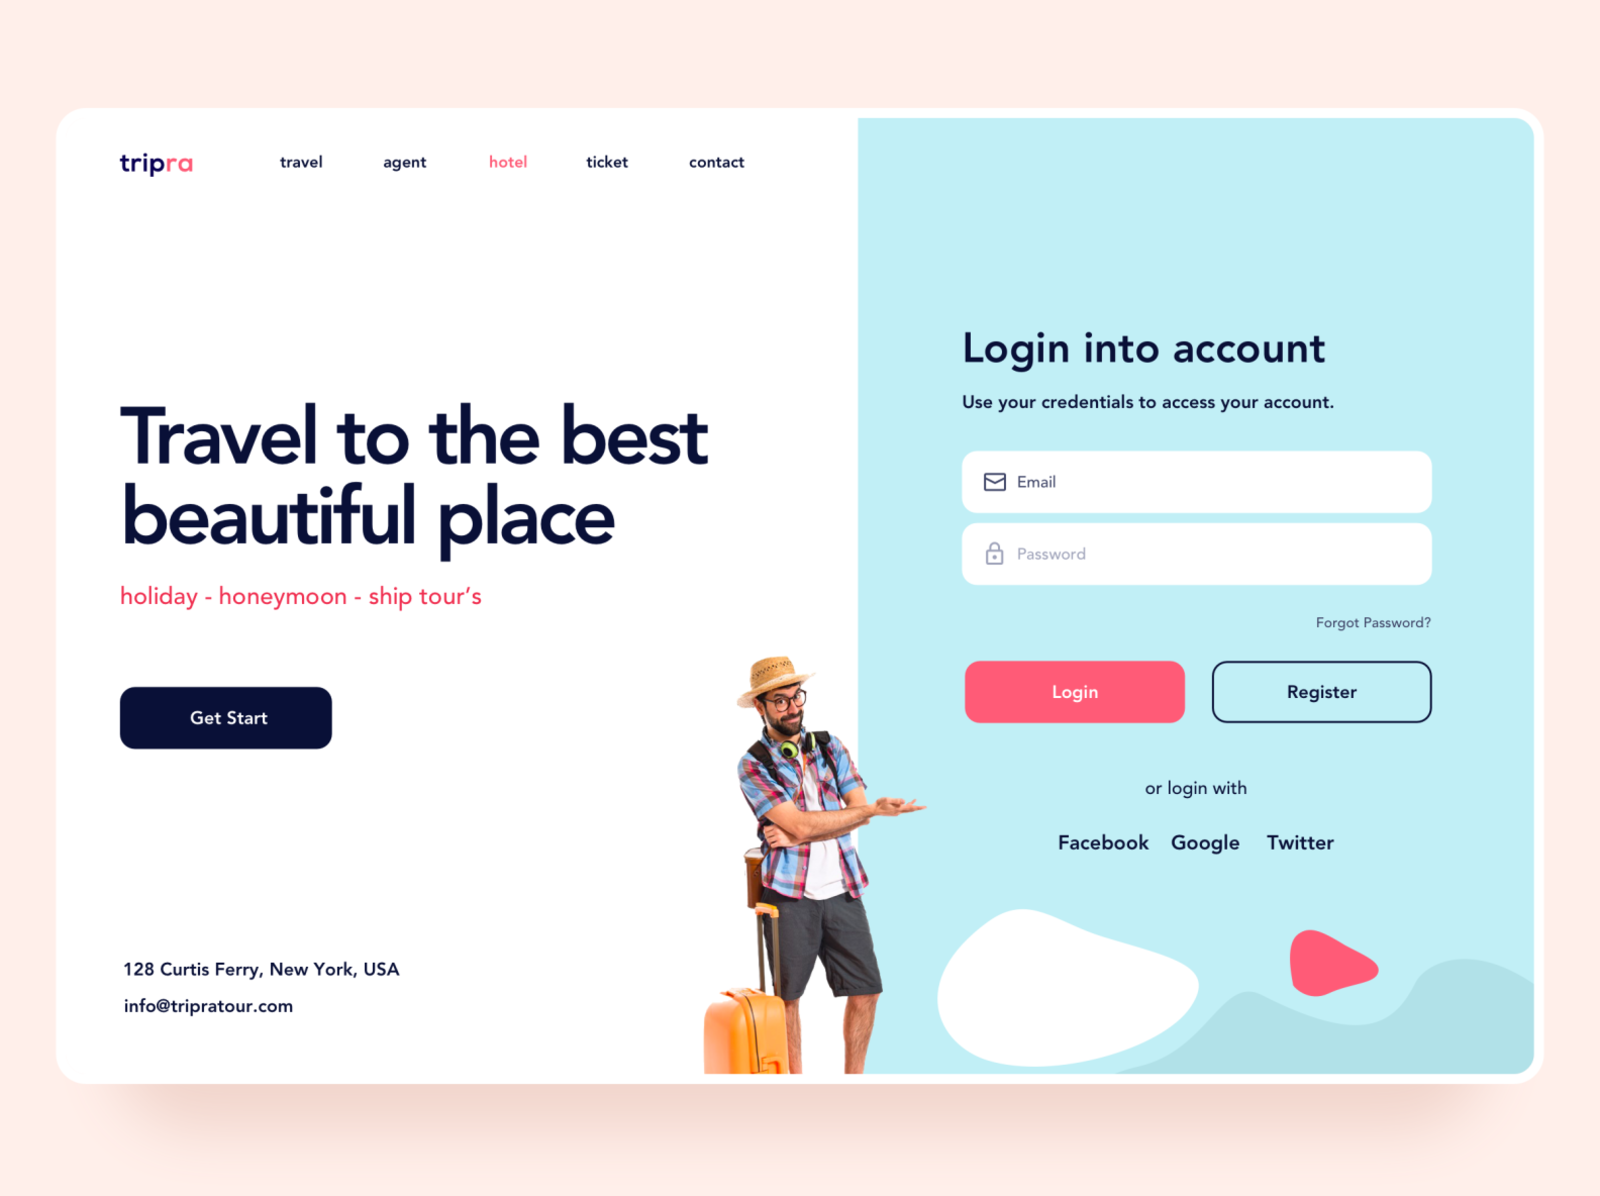 tripra
travel
agent
hotel
ticket
contact
Travel to the best
beautiful place
holiday - honeymoon - ship tour’s
Get Start
128 Curtis Ferry, New York, USA
info@tripratour.com
Login into account
Use your credentials to access your account.
Email
Password
Forgot Password?
Login
Register
or login with
Facebook
Google
Twitter